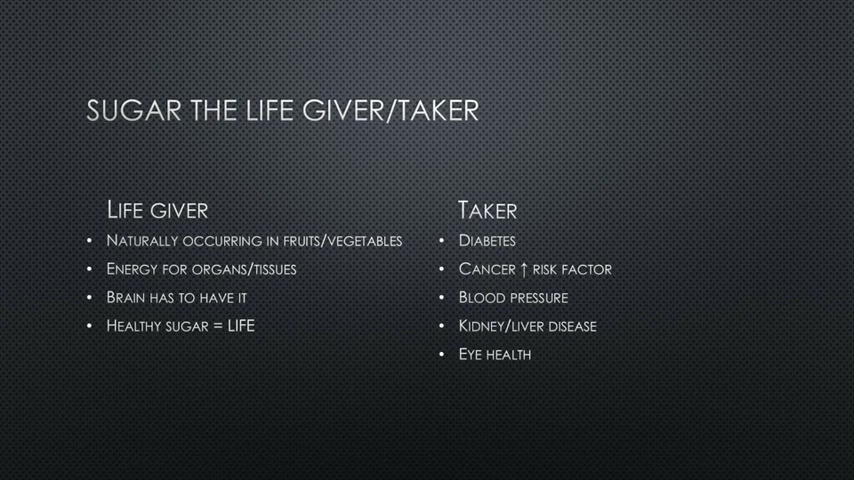 SUGAR THE LIFE GIVER/TAKER
LIFE GIVER
• NATURALLY OCCURRING IN FRUITS/VEGETABLES
• ENERGY FOR ORGANS/TISSUES
• BRAIN HAS TO HAVE IT
• HEALTHY SUGAR = LIFE
TAKER
• DIABETES
• CANCER ↑ RISK FACTOR
• BLOOD PRESSURE
• KIDNEY/LIVER DISEASE
• EYE HEALTH